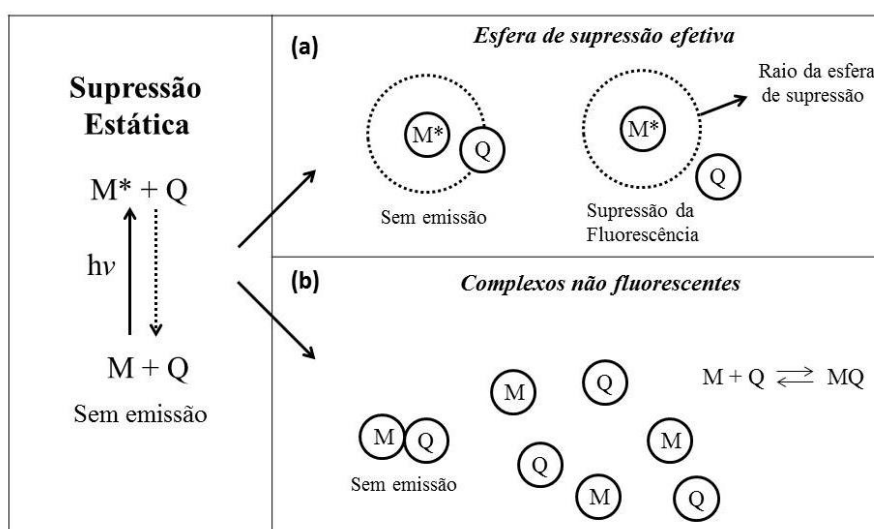 Supressão
Estática
M* + Q
hν
M + Q
Sem emissão
(a)
Esfera de supressão efetiva
M*
Q
Sem emissão
M*
Q
Supressão da
Fluorescência
Raio da esfera
de supressão
(b)
Complexos não fluorescentes
M + Q ⇌ MQ
M
Q
Sem emissão
M
Q
Q
M
M
Q